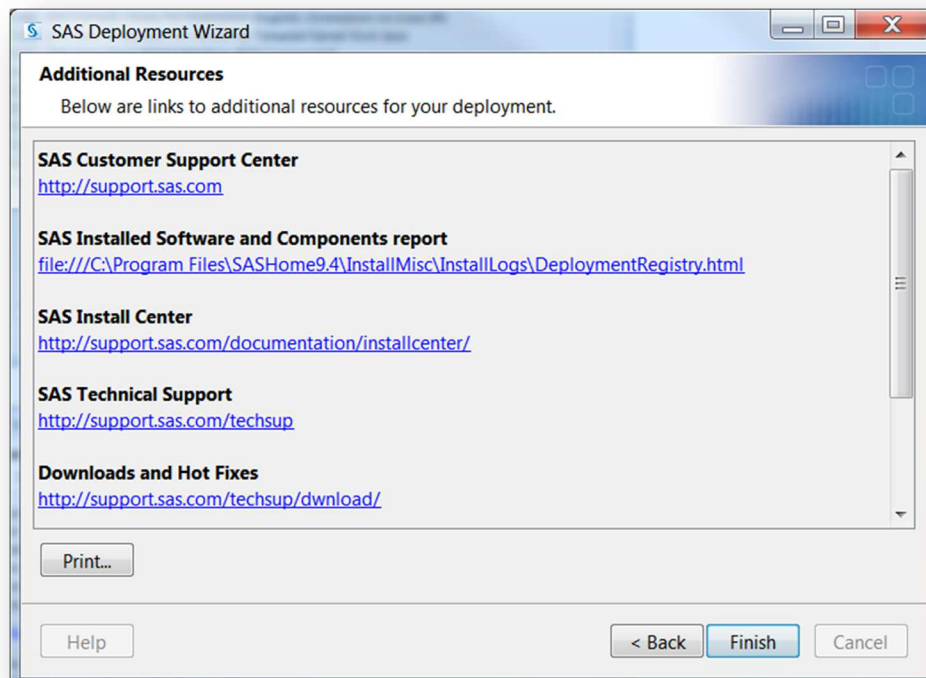 SAS Deployment Wizard
Additional Resources
Below are links to additional resources for your deployment.
SAS Customer Support Center
http://support.sas.com
SAS Installed Software and Components report
file:///C:\Program Files\SASHome9.4\InstallMisc\InstallLogs\DeploymentRegistry.html
SAS Install Center
http://support.sas.com/documentation/installcenter/
SAS Technical Support
http://support.sas.com/techsup
Downloads and Hot Fixes
http://support.sas.com/techsup/dwnload/
Print...
Help
< Back
Finish
Cancel